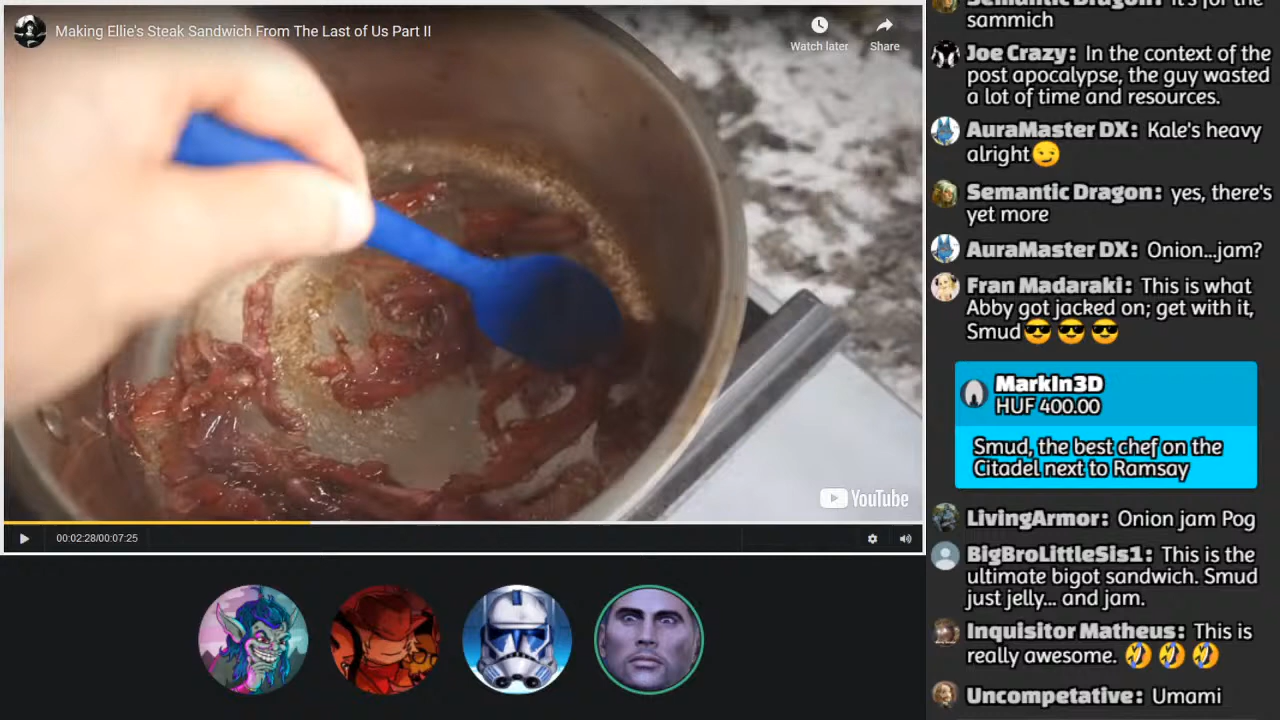 Making Ellie's Steak Sandwich From The Last of Us Part II
Watch later
Share
YouTube
00:02:28/00:07:25
Semantic Dragon: It's for the
sammich
Joe Crazy: In the context of the
post apocalypse, the guy wasted
a lot of time and resources.
AuraMaster DX: Kale's heavy
alright😏
Semantic Dragon: yes, there's
yet more
AuraMaster DX: Onion...jam?
Fran Madaraki: This is what
Abby got jacked on; get with it,
Smud😎 😎 😎
MarkIn3D
HUF 400.00
Smud, the best chef on the
Citadel next to Ramsay
LivingArmor: Onion jam Pog
BigBroLittleSis1: This is the
ultimate bigot sandwich. Smud
just jelly... and jam.
Inquisitor Matheus: This is
really awesome. 🤣 🤣 🤣
Uncompetative: Umami